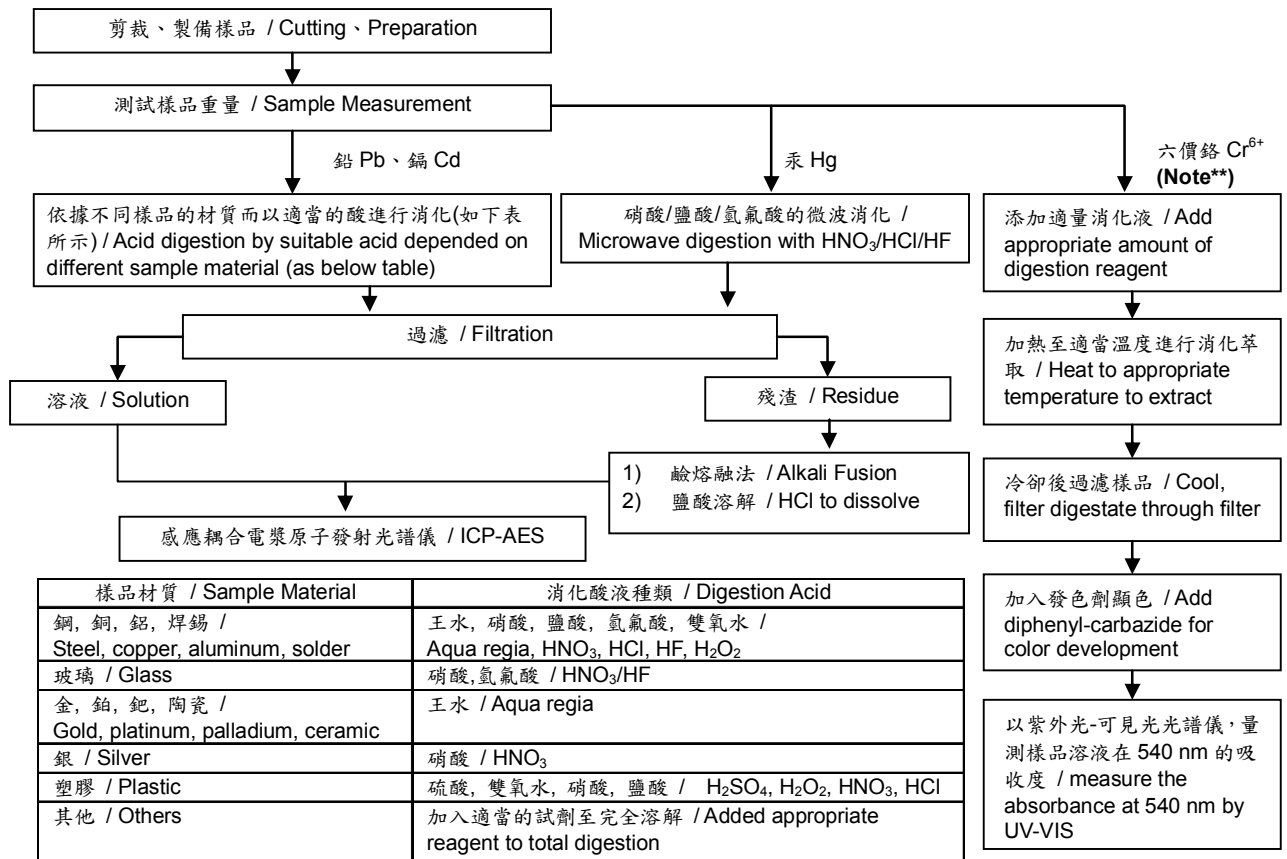 剪裁、製備樣品 / Cutting、Preparation
測試樣品重量 / Sample Measurement
鉛 Pb、鎘 Cd
汞 Hg
六價鉻 Cr⁶⁺
(Note**)
依據不同樣品的材質而以適當的酸進行消化(如下表
所示) / Acid digestion by suitable acid depended on
different sample material (as below table)
硝酸/鹽酸/氫氟酸的微波消化 /
Microwave digestion with HNO₃/HCl/HF
添加適量消化液 / Add
appropriate amount of
digestion reagent
過濾 / Filtration
加熱至適當溫度進行消化萃
取 / Heat to appropriate
temperature to extract
溶液 / Solution
殘渣 / Residue
1) 鹼熔融法 / Alkali Fusion
2) 鹽酸溶解 / HCl to dissolve
冷卻後過濾樣品 / Cool,
filter digestate through filter
感應耦合電漿原子發射光譜儀 / ICP-AES
加入發色劑顯色 / Add
diphenyl-carbazide for
color development
以紫外光-可見光光譜儀，量
測樣品溶液在 540 nm 的吸
收度 / measure the
absorbance at 540 nm by
UV-VIS
樣品材質 / Sample Material
消化酸液種類 / Digestion Acid
鋼, 銅, 鋁, 焊錫 /
Steel, copper, aluminum, solder
王水, 硝酸, 鹽酸, 氫氟酸, 雙氧水 /
Aqua regia, HNO₃, HCl, HF, H₂O₂
玻璃 / Glass
硝酸,氫氟酸 / HNO₃/HF
金, 鉑, 鈀, 陶瓷 /
Gold, platinum, palladium, ceramic
王水 / Aqua regia
銀 / Silver
硝酸 / HNO₃
塑膠 / Plastic
硫酸, 雙氧水, 硝酸, 鹽酸 / H₂SO₄, H₂O₂, HNO₃, HCl
其他 / Others
加入適當的試劑至完全溶解 / Added appropriate
reagent to total digestion